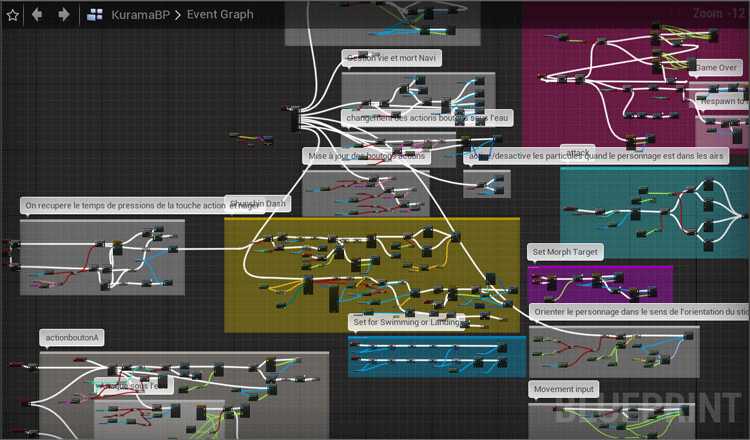 KuramaBP > Event Graph
Zoom -12
Gestion vie et mort Navi
Game Over
Respawn to
changement des actions boutons sous l'eau
Mise à jour des boutons actions
/desactive les particules quand le personnage est dans les airs
attack
On recupere le temps de pressions de la touche action et nager
Shunshin Dash
Set Morph Target
Orienter le personnage dans le sens de l'orientation du stic
Set for Swimming or Landing
actionboutonA
Attaque sous l'eau
Movement input
BLUEPRINT